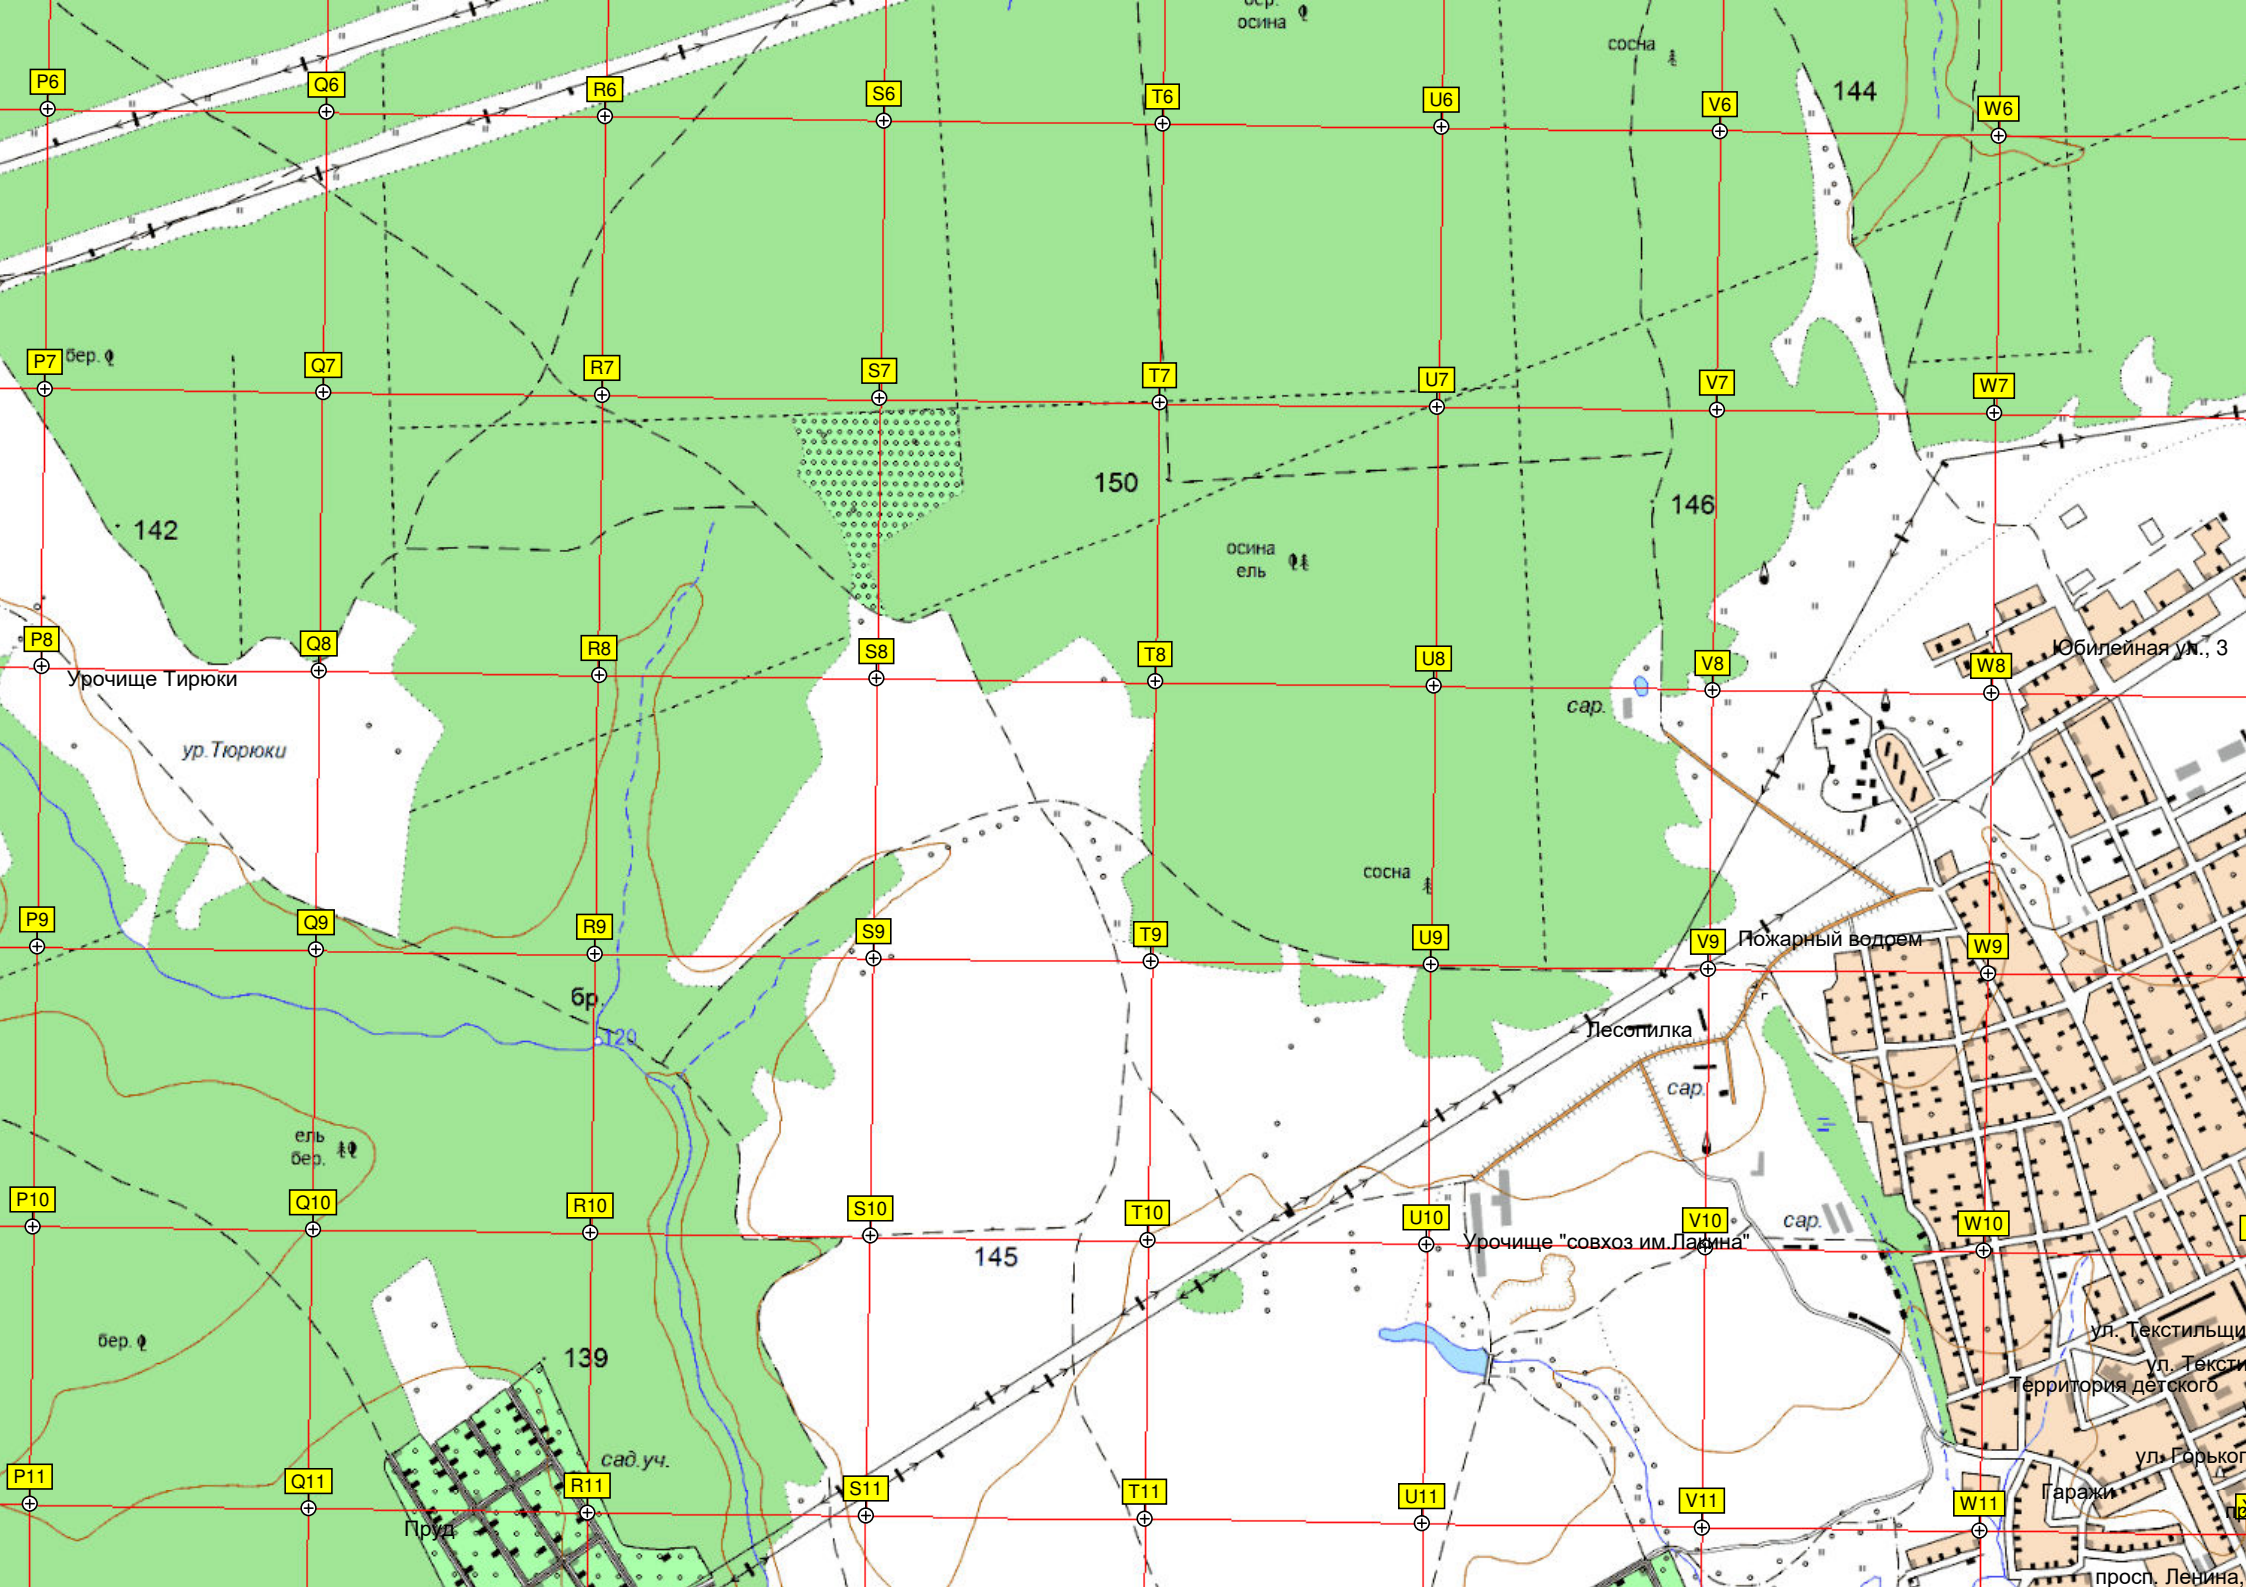 бер.
осина
сосна
144
P6
Q6
R6
S6
T6
U6
V6
W6
бер.
P7
Q7
R7
S7
T7
U7
V7
W7
150
146
142
осина
ель
P8
Q8
R8
S8
T8
U8
V8
W8
Юбилейная ул., 3
Урочище Тирюки
сар.
ур.Тюрюки
сосна
P9
Q9
R9
S9
T9
U9
V9
W9
Пожарный водоем
бр.
120
Лесопилка
сар.
ель
бер.
P10
Q10
R10
S10
T10
U10
V10
W10
сар.
145
Урочище "совхоз им.Лакина"
бер.
139
ул. Текстильщи
ул. Тексти
Территория детского
сад.уч.
ул. Горьког
P11
Q11
R11
S11
T11
U11
V11
W11
Гаражи
Пруд
просп. Ленина,